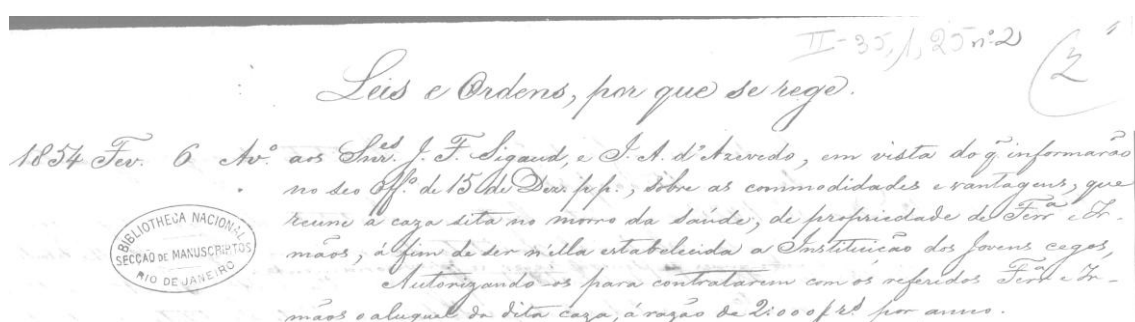 II-35,1,25 nº 2
(2
Leis e Ordens, por que se rege.
1854 Fev. 6 Avº aos Snrẽs J. F. Sigaud, e J. A. d'Azevedo, em vista do q̃ informarão
no seo Offº de 15 de Dez. p.p., sobre as commodidades e vantagens, que
reune a caza sita no morro da Saúde, de propriedade de Ferrª e Ir-
mãos, á fim de ser n'ella estabelecida a Instituição dos Jovens cegos,
Autorizando-os para contratarem com os referidos Ferrª e Ir-
mãos o aluguel da dita caza, á razão de 2:000$ rs. por anno.
BIBLIOTHECA NACIONAL
SECÇÃO DE MANUSCRIPTOS
RIO DE JANEIRO